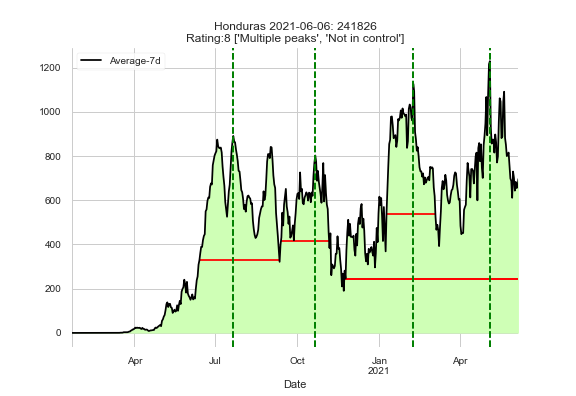 Honduras 2021-06-06: 241826
Rating:8 ['Multiple peaks', 'Not in control']
Average-7d
1200
1000
800
600
400
200
0
Apr
Jul
Oct
Jan
2021
Apr
Date